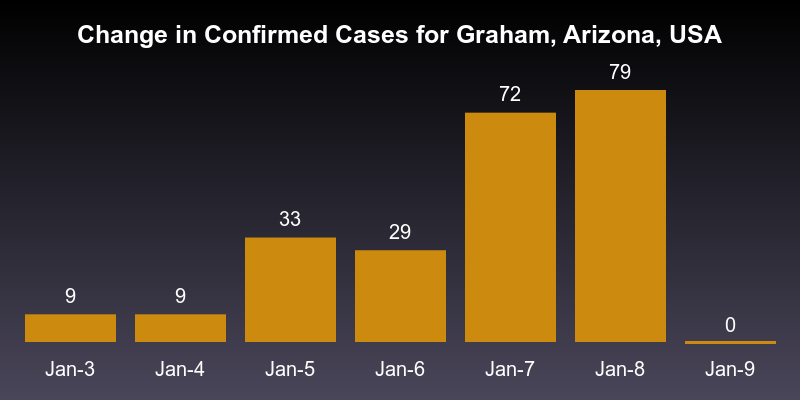 Change in Confirmed Cases for Graham, Arizona, USA
9 9 33 29 72 79 0
Jan-3 Jan-4 Jan-5 Jan-6 Jan-7 Jan-8 Jan-9